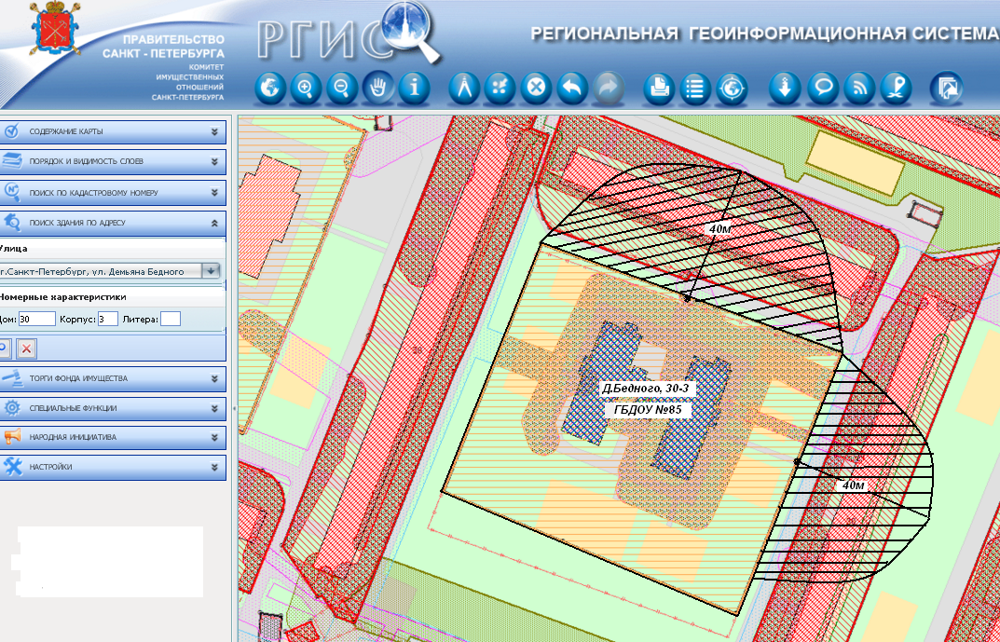 ПРАВИТЕЛЬСТВО
САНКТ - ПЕТЕРБУРГА
КОМИТЕТ
ИМУЩЕСТВЕННЫХ
ОТНОШЕНИЙ
САНКТ-ПЕТЕРБУРГА
РГИС
РЕГИОНАЛЬНАЯ ГЕОИНФОРМАЦИОННАЯ СИСТЕМА
СОДЕРЖАНИЕ КАРТЫ
ПОРЯДОК И ВИДИМОСТЬ СЛОЕВ
ПОИСК ПО КАДАСТРОВОМУ НОМЕРУ
ПОИСК ЗДАНИЯ ПО АДРЕСУ
Улица
г.Санкт-Петербург, ул. Демьяна Бедного
Номерные характеристики
Дом: 30 Корпус: 3 Литера:
ТОРГИ ФОНДА ИМУЩЕСТВА
СПЕЦИАЛЬНЫЕ ФУНКЦИИ
НАРОДНАЯ ИНИЦИАТИВА
НАСТРОЙКИ
40м
Д.Бедного, 30-3
ГБДОУ №85
40м